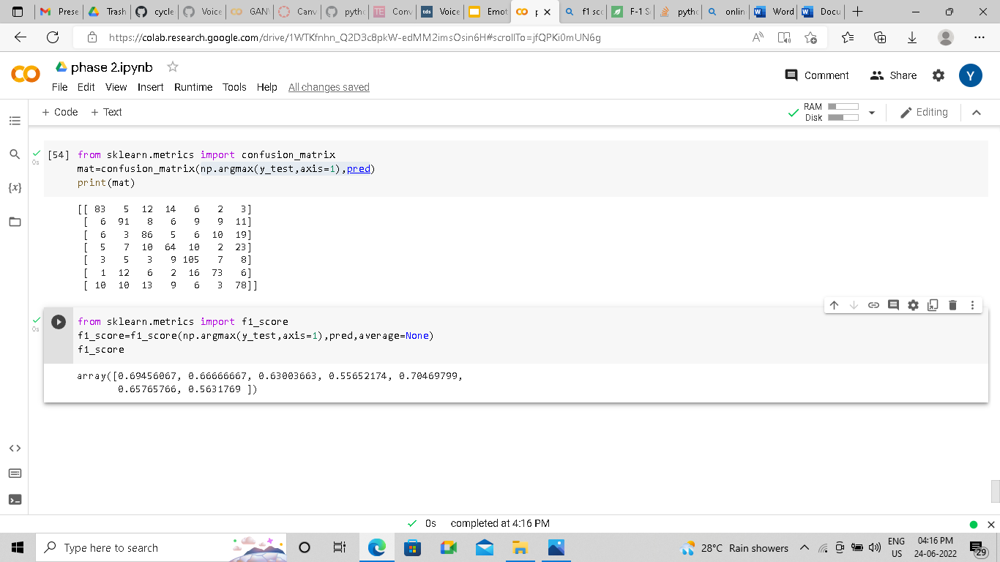 Prese
Trash
cycle
Voice
GAN
Canv
pytho
Conv
Voice
Emot
f1 sco
F-1 S
pytho
onlin
Word
Docu
https://colab.research.google.com/drive/1WTKfnhn_Q2D3c8pkW-edMM2imsOsin6H#scrollTo=jfQPKi0mUN6g
phase 2.ipynb
Comment
Share
Y
File Edit View Insert Runtime Tools Help All changes saved
+ Code + Text
RAM
Disk
Editing
[54] from sklearn.metrics import confusion_matrix
0s
mat=confusion_matrix(np.argmax(y_test,axis=1),pred)
print(mat)
[[ 83 5 12 14 6 2 3]
[ 6 91 8 6 9 9 11]
[ 6 3 86 5 6 10 19]
[ 5 7 10 64 10 2 23]
[ 3 5 3 9 105 7 8]
[ 1 12 6 2 16 73 6]
[ 10 10 13 9 6 3 78]]
from sklearn.metrics import f1_score
0s
f1_score=f1_score(np.argmax(y_test,axis=1),pred,average=None)
f1_score
array([0.69456067, 0.66666667, 0.63003663, 0.55652174, 0.70469799,
0.65765766, 0.5631769 ])
0s completed at 4:16 PM
Type here to search
28°C Rain showers
ENG
US
04:16 PM
24-06-2022
29